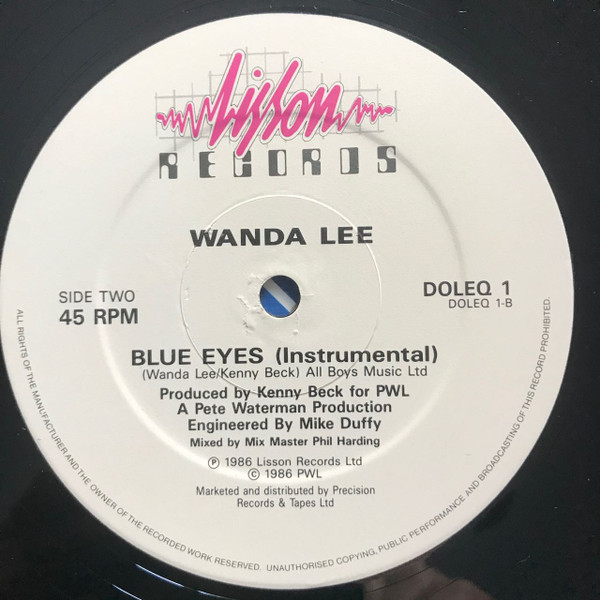 Lisson
RECORDS
WANDA LEE
SIDE TWO
45 RPM
DOLEQ 1
DOLEQ 1-B
BLUE EYES (Instrumental)
(Wanda Lee/Kenny Beck) All Boys Music Ltd
Produced by Kenny Beck for PWL
A Pete Waterman Production
Engineered By Mike Duffy
Mixed by Mix Master Phil Harding
℗ 1986 Lisson Records Ltd
© 1986 PWL
Marketed and distributed by Precision
Records & Tapes Ltd
ALL RIGHTS OF THE MANUFACTURER AND THE OWNER OF THE RECORDED WORK RESERVED. UNAUTHORISED COPYING, PUBLIC PERFORMANCE AND BROADCASTING OF THIS RECORD PROHIBITED.